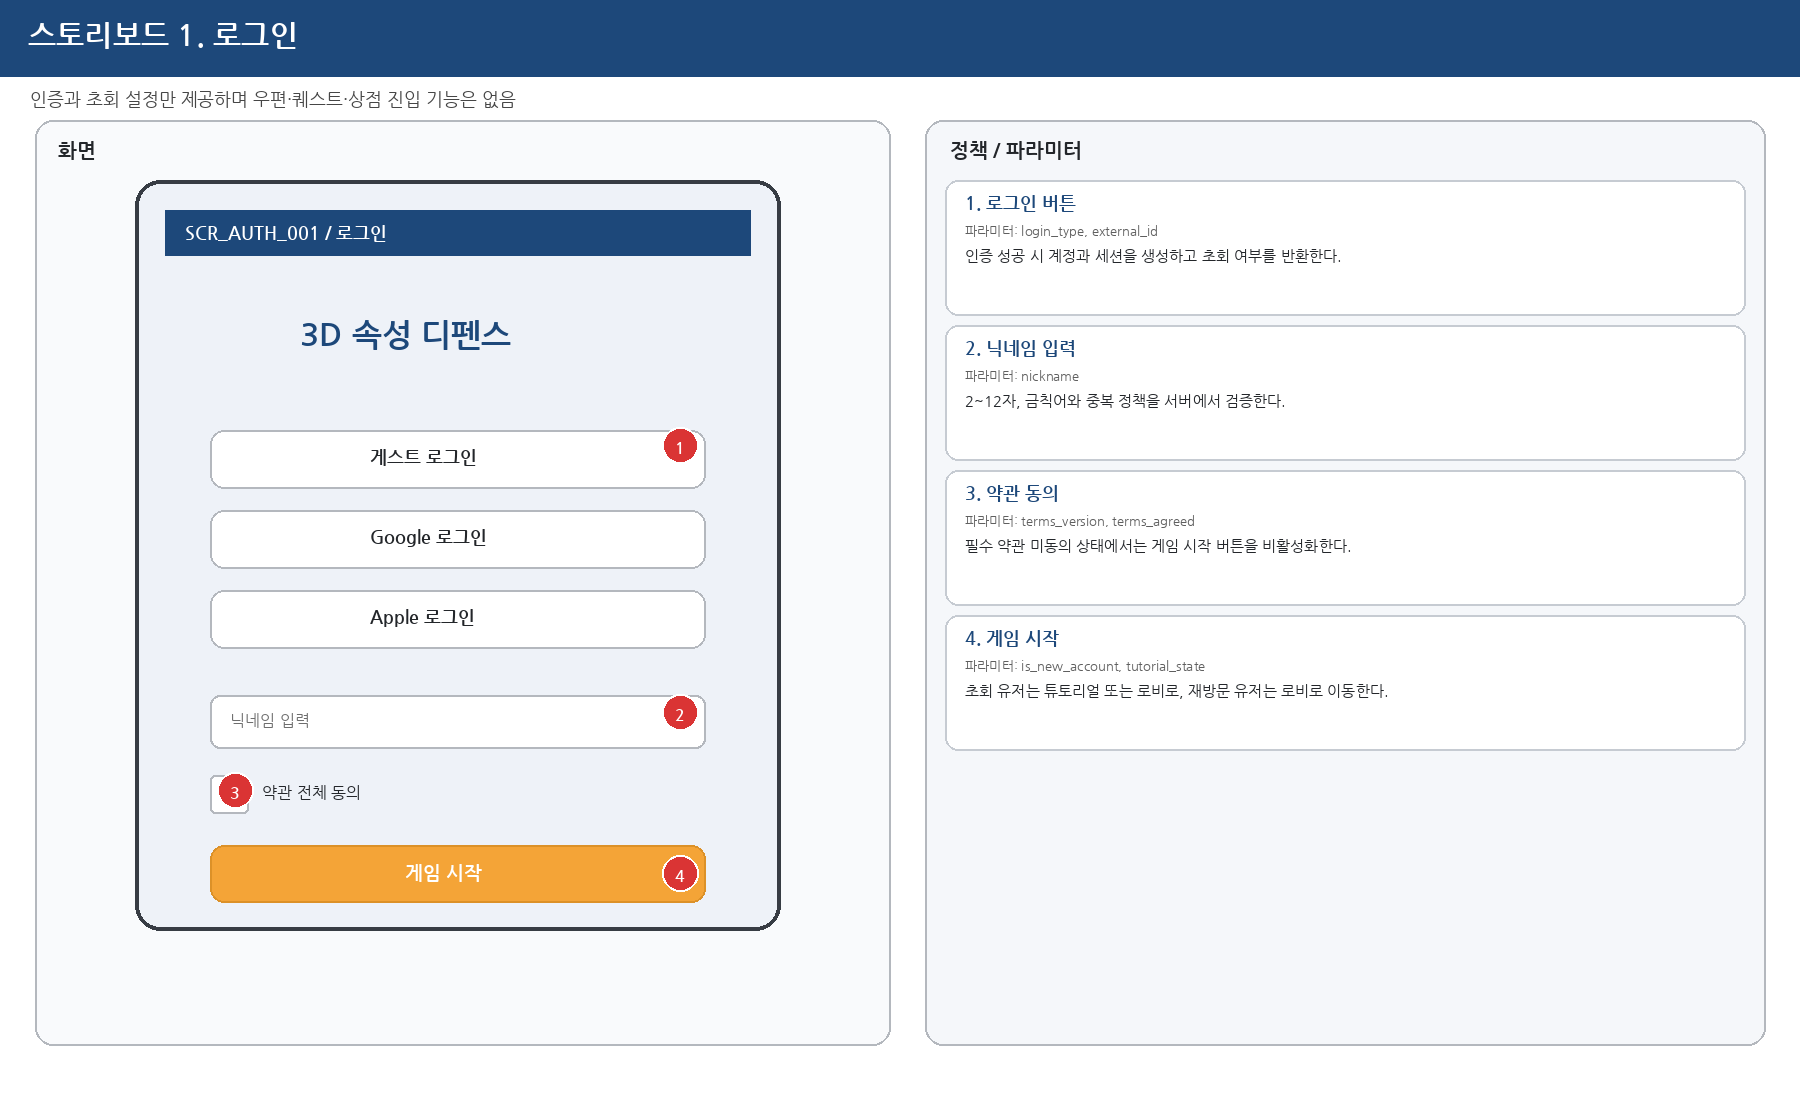 스토리보드 1. 로그인
인증과 초회 설정만 제공하며 우편·퀘스트·상점 진입 기능은 없음
화면
SCR_AUTH_001 / 로그인
3D 속성 디펜스
게스트 로그인
1
Google 로그인
Apple 로그인
닉네임 입력
2
3
약관 전체 동의
게임 시작
4
정책 / 파라미터
1. 로그인 버튼
파라미터: login_type, external_id
인증 성공 시 계정과 세션을 생성하고 초회 여부를 반환한다.
2. 닉네임 입력
파라미터: nickname
2~12자, 금칙어와 중복 정책을 서버에서 검증한다.
3. 약관 동의
파라미터: terms_version, terms_agreed
필수 약관 미동의 상태에서는 게임 시작 버튼을 비활성화한다.
4. 게임 시작
파라미터: is_new_account, tutorial_state
초회 유저는 튜토리얼 또는 로비로, 재방문 유저는 로비로 이동한다.